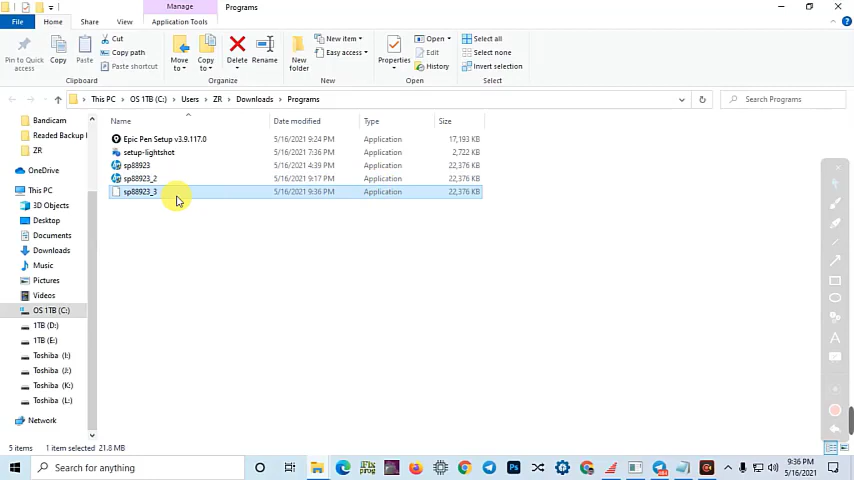 Manage
Programs
File
Home
Share
View
Application Tools
Pin to Quick access
Copy
Paste
Cut
Copy path
Paste shortcut
Clipboard
Move to
Copy to
Delete
Rename
Organize
New folder
New item
Easy access
New
Properties
Open
Edit
History
Open
Select all
Select none
Invert selection
Select
This PC
OS 1TB (C:)
Users
ZR
Downloads
Programs
Search Programs
Name
Date modified
Type
Size
Epic Pen Setup v3.9.117.0 5/16/2021 9:24 PM Application 17,193 KB
setup-lightshot 5/16/2021 7:36 PM Application 2,722 KB
sp88923 5/16/2021 4:39 PM Application 22,376 KB
sp88923_2 5/16/2021 9:17 PM Application 22,376 KB
sp88923_3 5/16/2021 9:36 PM Application 22,376 KB
Bandicam
Readed Backup
ZR
OneDrive
This PC
3D Objects
Desktop
Documents
Downloads
Music
Pictures
Videos
OS 1TB (C:)
1TB (D:)
1TB (E:)
Toshiba (I:)
Toshiba (J:)
Toshiba (K:)
Toshiba (L:)
Network
5 items 1 item selected 21.8 MB
Search for anything
Ps
9:36 PM
5/16/2021